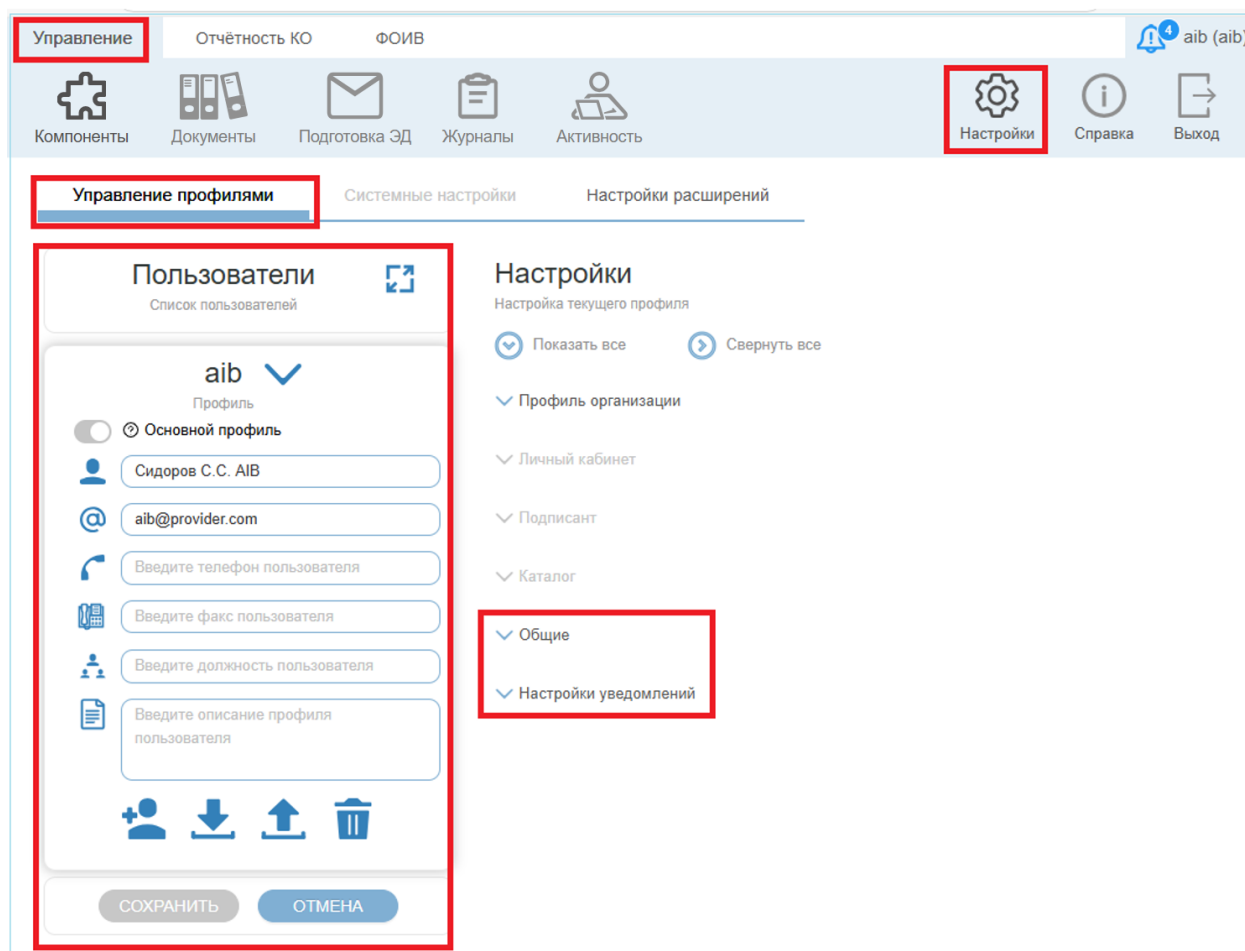 Управление
Отчётность КО
ФОИВ
4
aib (aib)
Компоненты
Документы
Подготовка ЭД
Журналы
Активность
Настройки
Справка
Выход
Управление профилями
Системные настройки
Настройки расширений
Пользователи
Список пользователей
aib
Профиль
Основной профиль
Сидоров С.С. AIB
@
aib@provider.com
Введите телефон пользователя
Введите факс пользователя
Введите должность пользователя
Введите описание профиля
пользователя
СОХРАНИТЬ
ОТМЕНА
Настройки
Настройка текущего профиля
Показать все
Свернуть все
Профиль организации
Личный кабинет
Подписант
Каталог
Общие
Настройки уведомлений